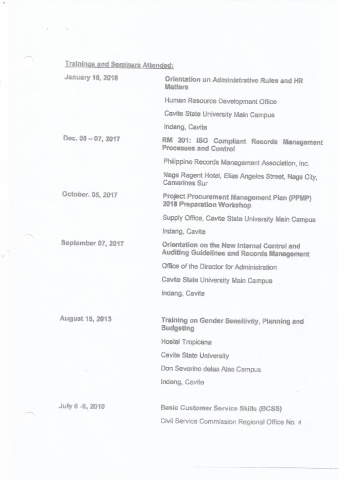 Trainings and Seminars Attended:
January 16, 2018
Orientation on Administrative Rules and HR
Matters
Human Resource Development Office
Cavite State University Main Campus
Indang, Cavite
Dec. 05 – 07, 2017
RM 201: ISO Compliant Records Management
Processes and Control
Philippine Records Management Association, Inc.
Naga Regent Hotel, Elias Angeles Street, Naga City,
Camarines Sur
October. 05, 2017
Project Procurement Management Plan (PPMP)
2018 Preparation Workshop
Supply Office, Cavite State University Main Campus
Indang, Cavite
September 07, 2017
Orientation on the New Internal Control and
Auditing Guidelines and Records Management
Office of the Director for Administration
Cavite State University Main Campus
Indang, Cavite
August 15, 2013
Training on Gender Sensitivity, Planning and
Budgeting
Hostel Tropicana
Cavite State University
Don Severino delas Alas Campus
Indang, Cavite
July 6 -8, 2010
Basic Customer Service Skills (BCSS)
Civil Service Commission Regional Office No. 4